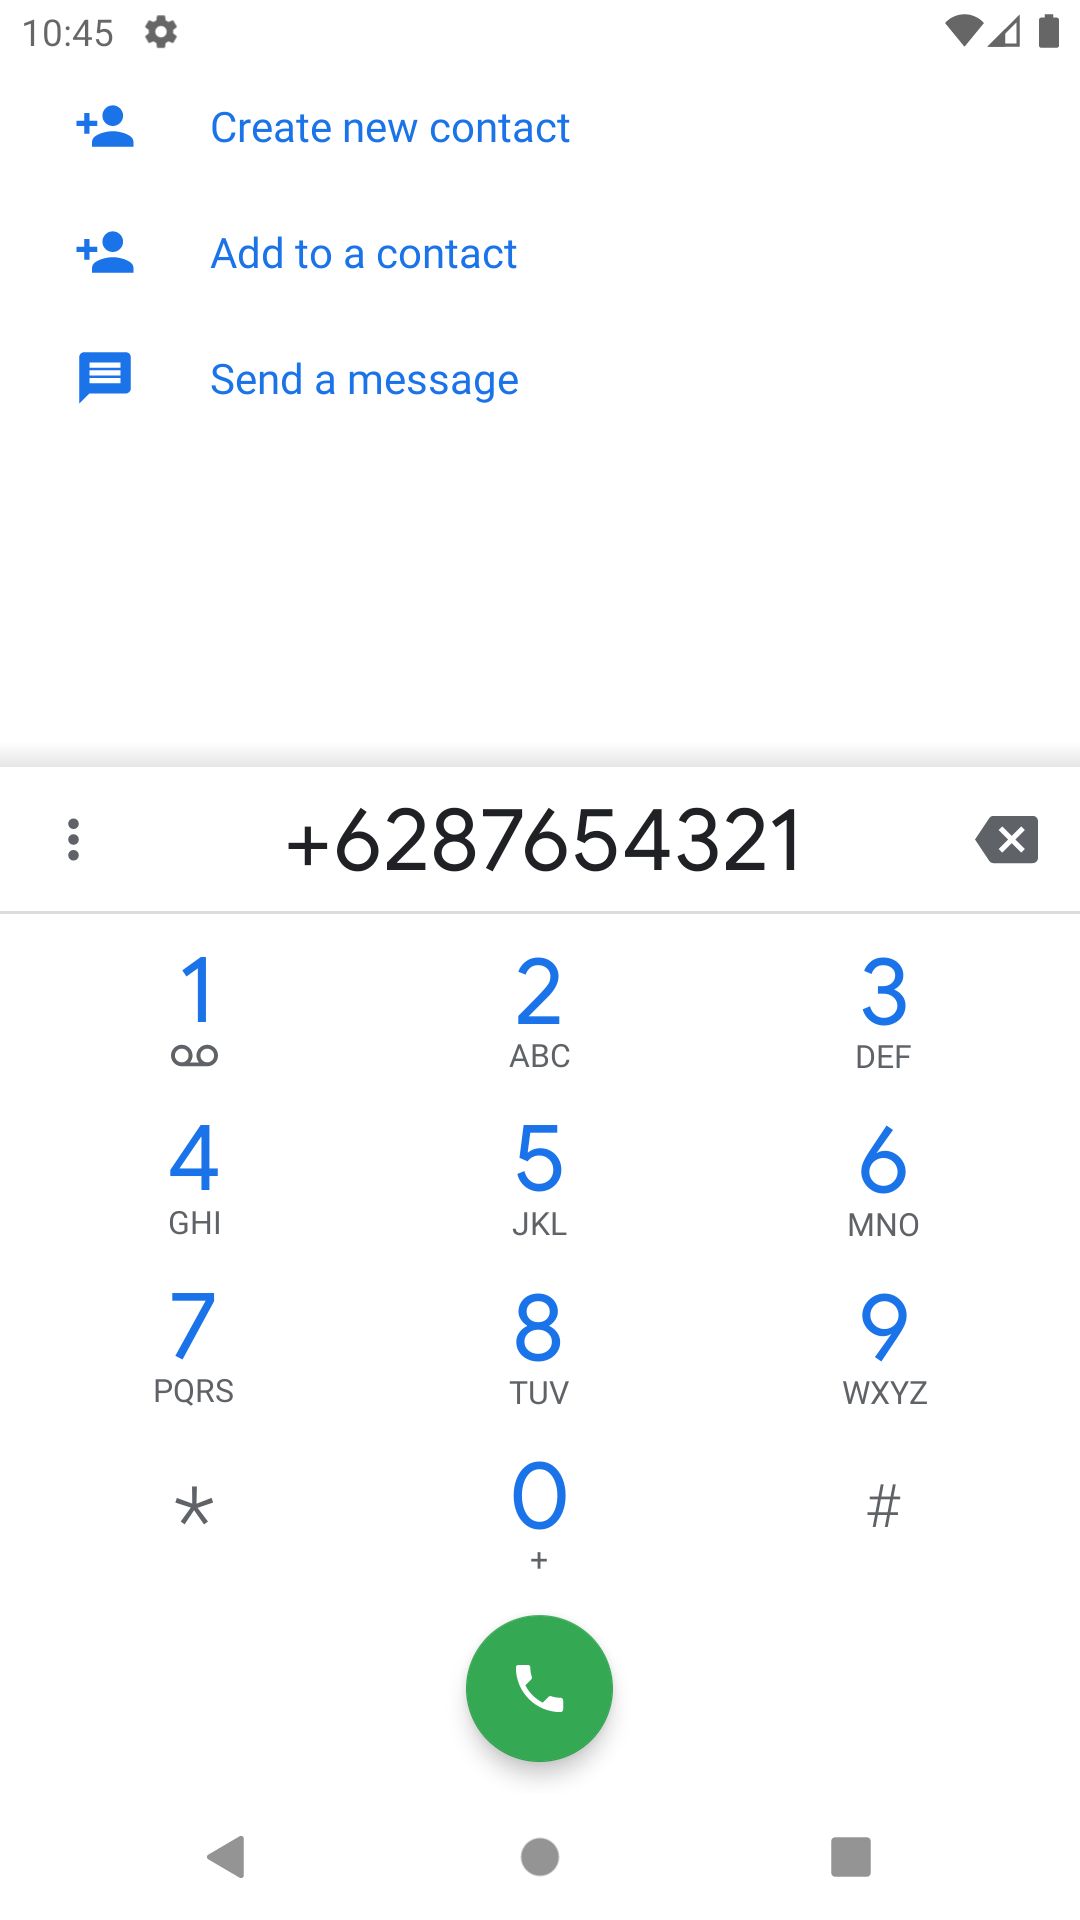 10:45
Create new contact
Add to a contact
Send a message
+6287654321
1 2 3
ABC DEF
4 5 6
GHI JKL MNO
7 8 9
PQRS TUV WXYZ
* 0 #
+